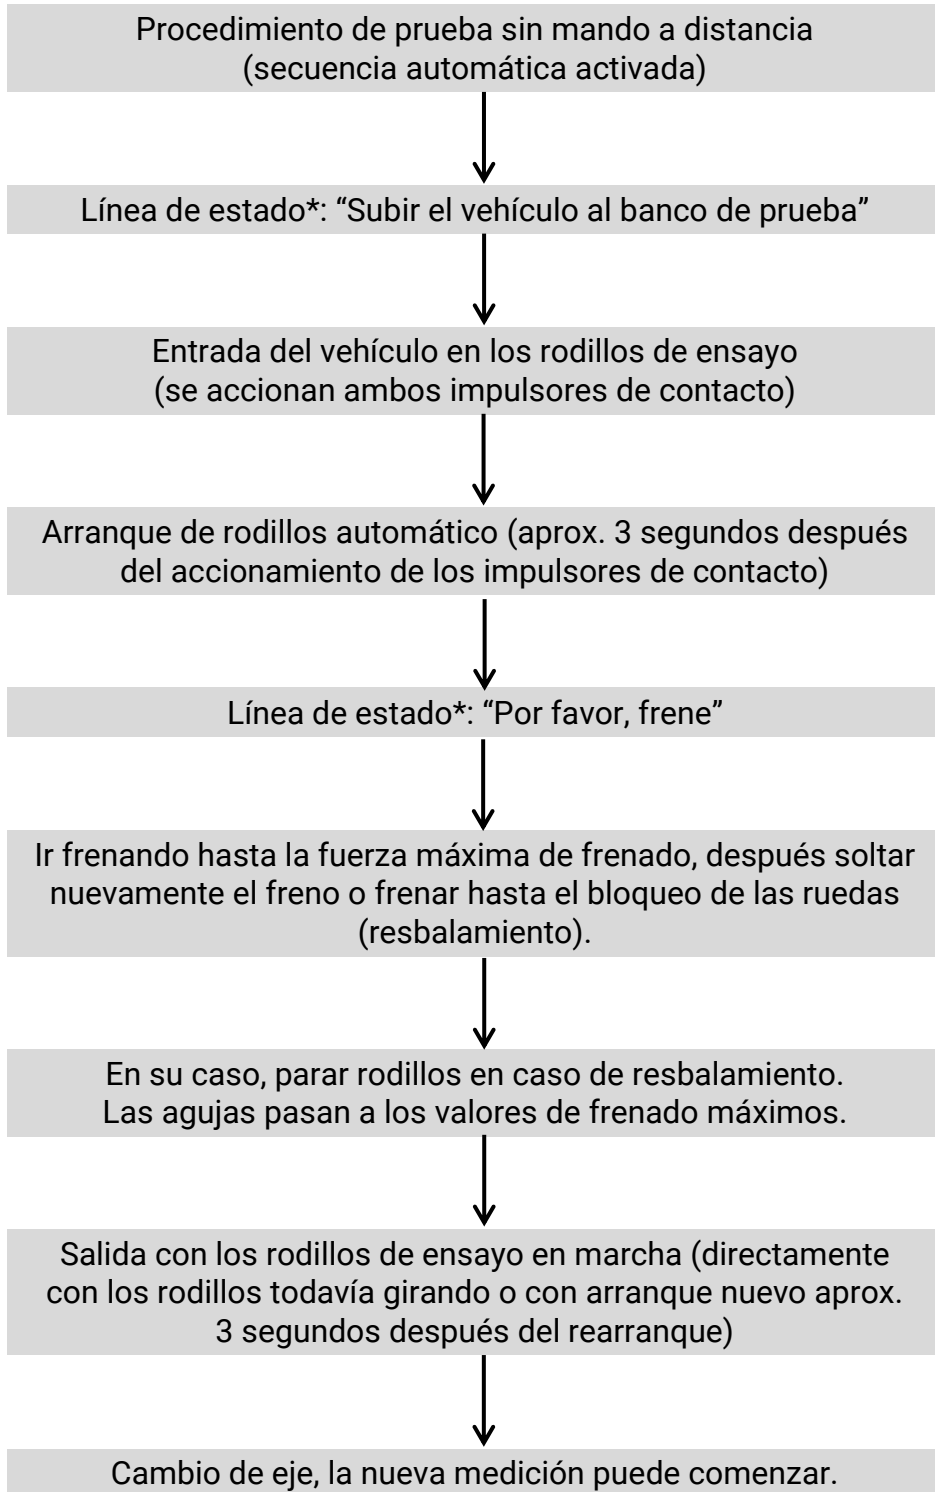 Procedimiento de prueba sin mando a distancia
(secuencia automática activada)
Línea de estado*: “Subir el vehículo al banco de prueba”
Entrada del vehículo en los rodillos de ensayo
(se accionan ambos impulsores de contacto)
Arranque de rodillos automático (aprox. 3 segundos después
del accionamiento de los impulsores de contacto)
Línea de estado*: “Por favor, frene”
Ir frenando hasta la fuerza máxima de frenado, después soltar
nuevamente el freno o frenar hasta el bloqueo de las ruedas
(resbalamiento).
En su caso, parar rodillos en caso de resbalamiento.
Las agujas pasan a los valores de frenado máximos.
Salida con los rodillos de ensayo en marcha (directamente
con los rodillos todavía girando o con arranque nuevo aprox.
3 segundos después del rearranque)
Cambio de eje, la nueva medición puede comenzar.